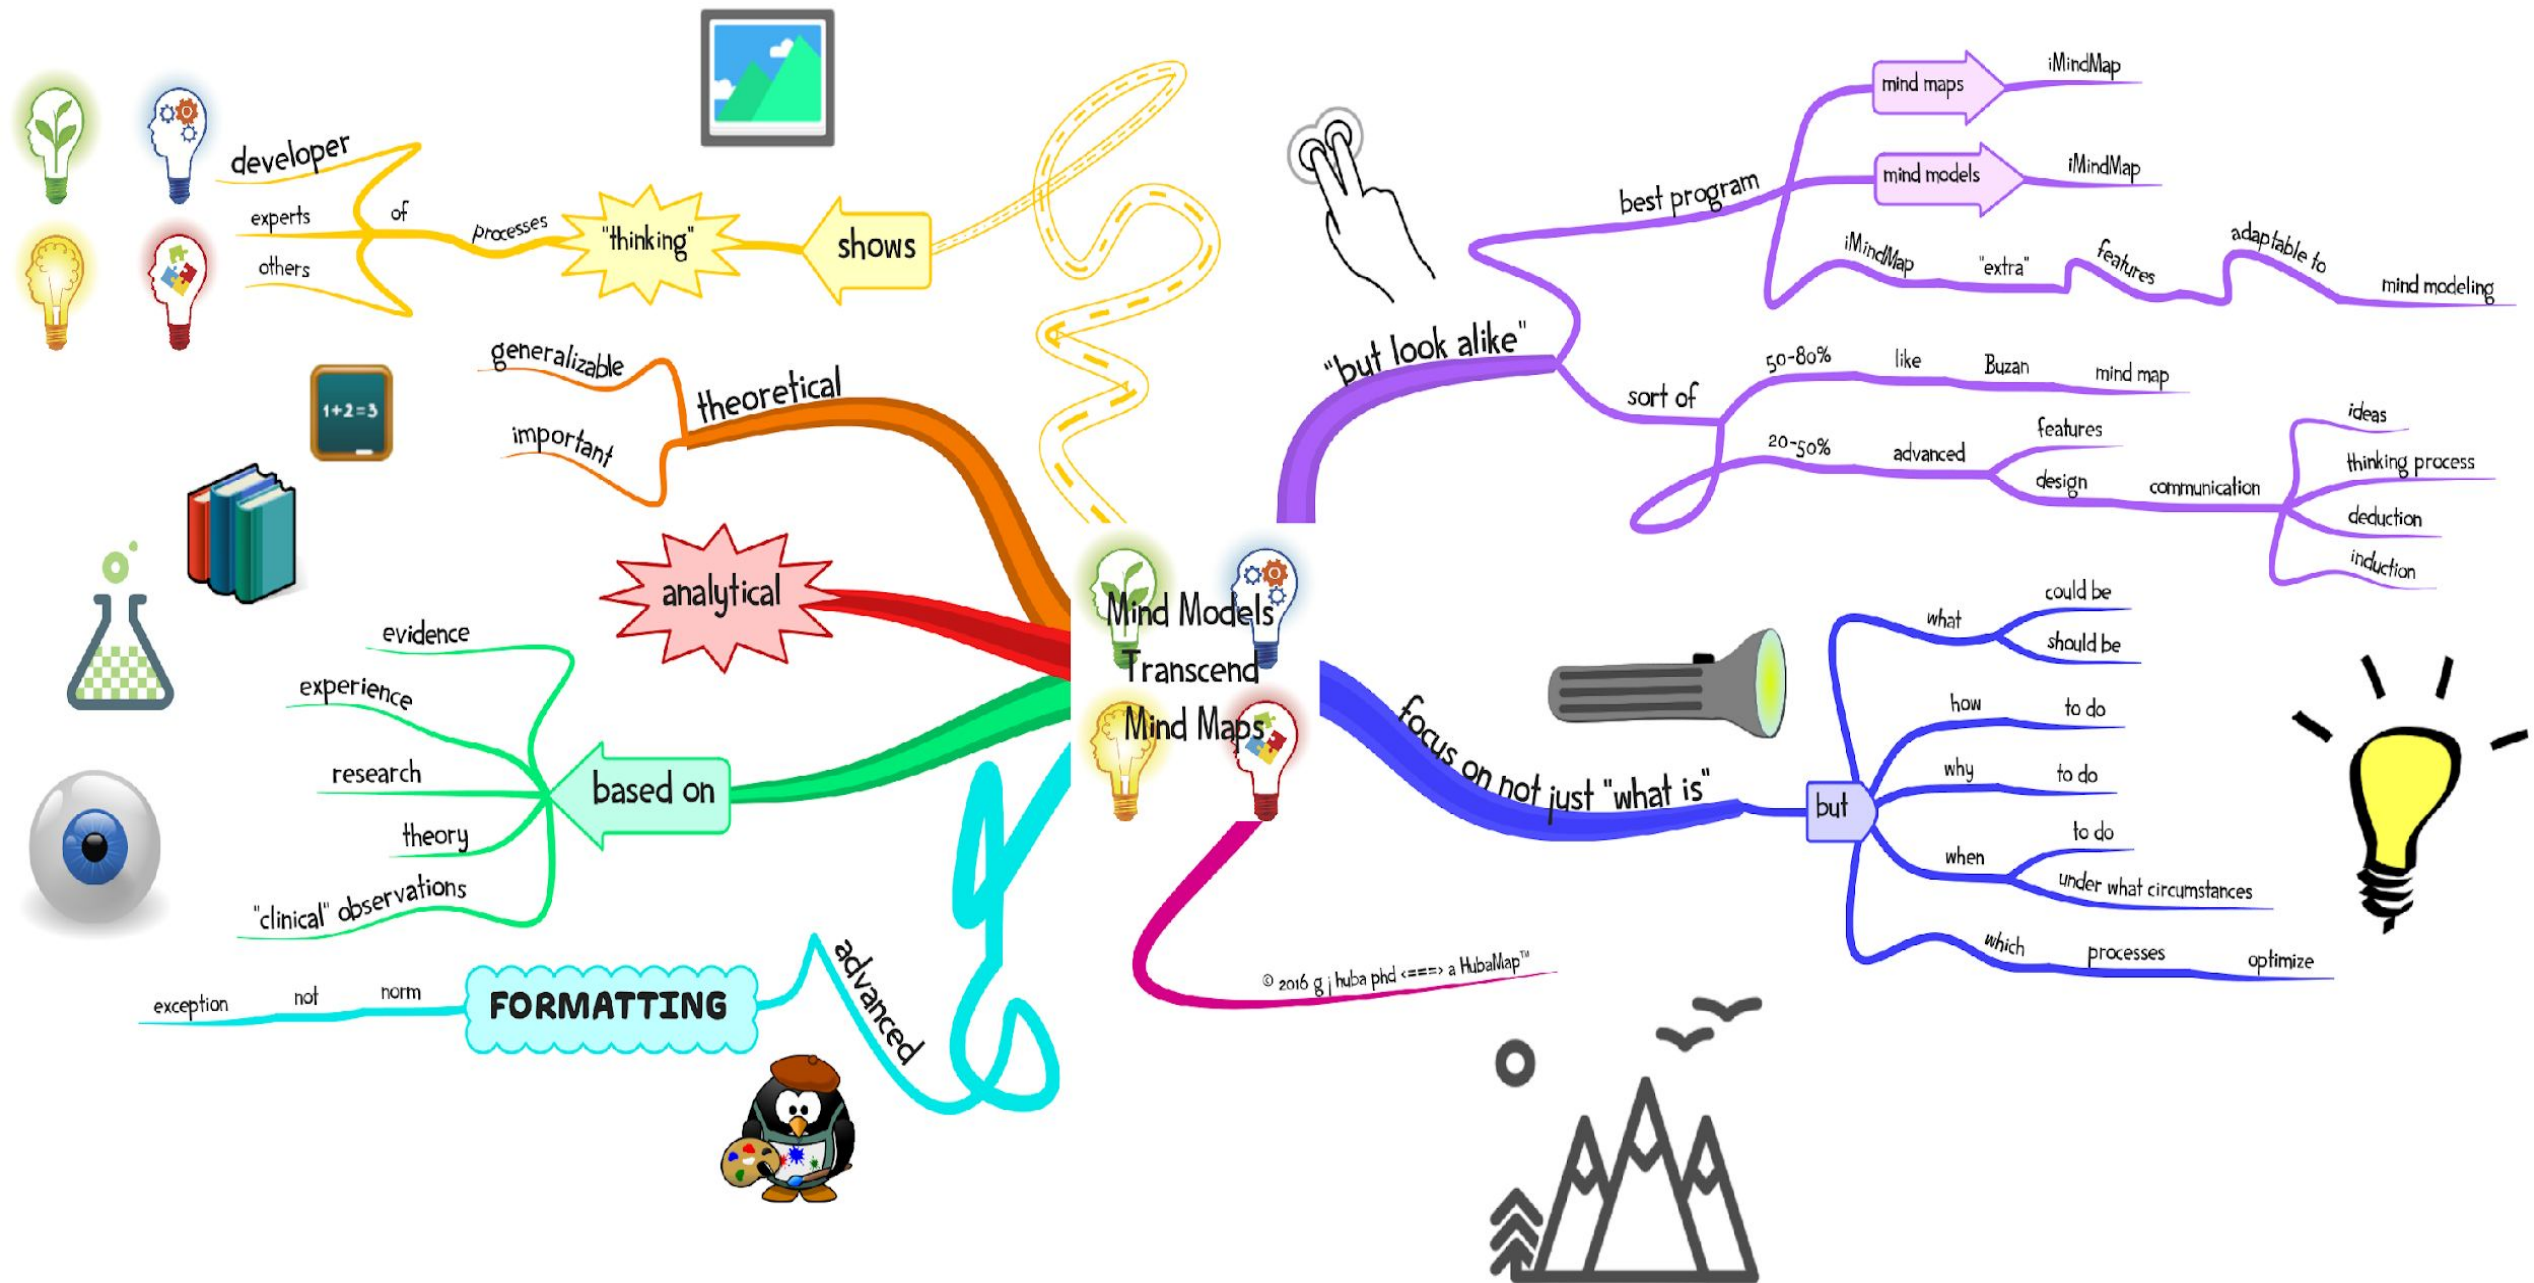 Mind Models
Transcend
Mind Maps
"but look alike"
best program
mind maps
iMindMap
mind models
iMindMap
iMindMap
"extra"
features
adaptable to
mind modeling
sort of
50-80%
like
Buzan
mind map
20-50%
advanced
features
design
communication
ideas
thinking process
deduction
induction
focus on not just "what is"
but
what
could be
should be
how
to do
why
to do
when
to do
under what circumstances
which
processes
optimize
© 2016 g j huba phd <===> a HubaMap™
advanced
FORMATTING
norm
not
exception
based on
evidence
experience
research
theory
"clinical" observations
analytical
theoretical
generalizable
important
1+2=3
shows
"thinking"
processes
of
developer
experts
others